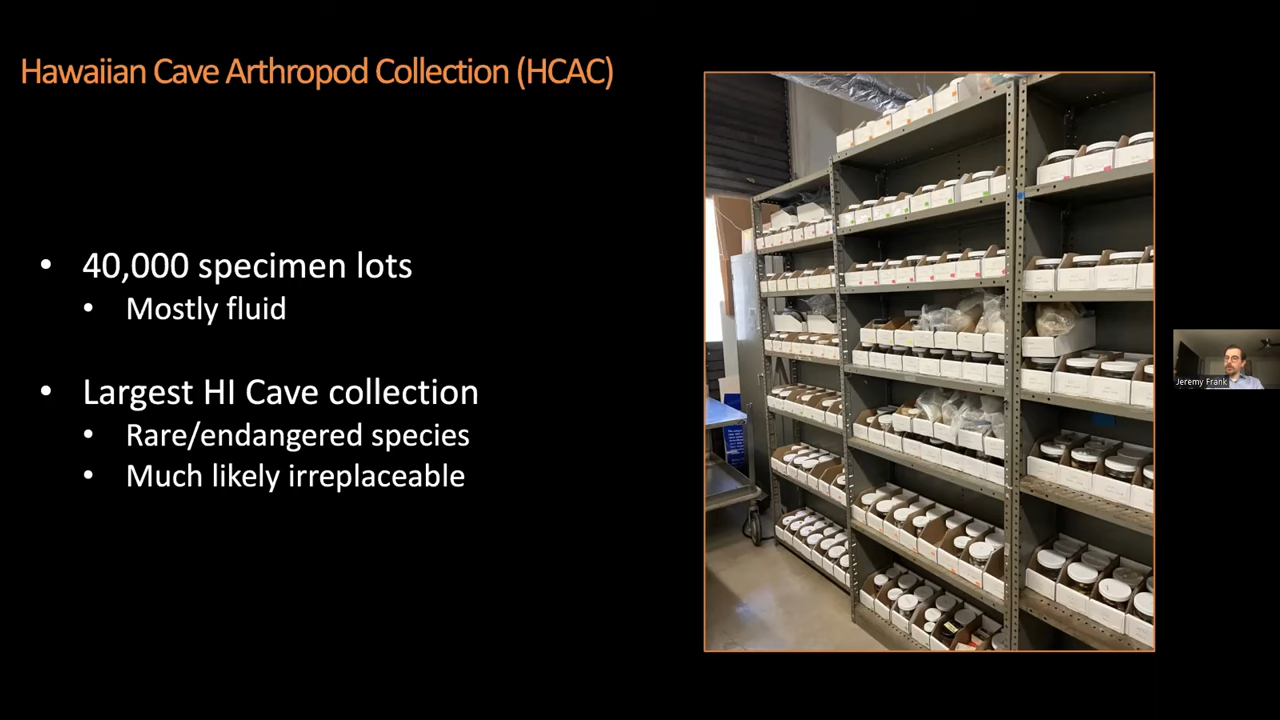 Hawaiian Cave Arthropod Collection (HCAC)
• 40,000 specimen lots
• Mostly fluid
• Largest HI Cave collection
• Rare/endangered species
• Much likely irreplaceable
Jeremy Frank